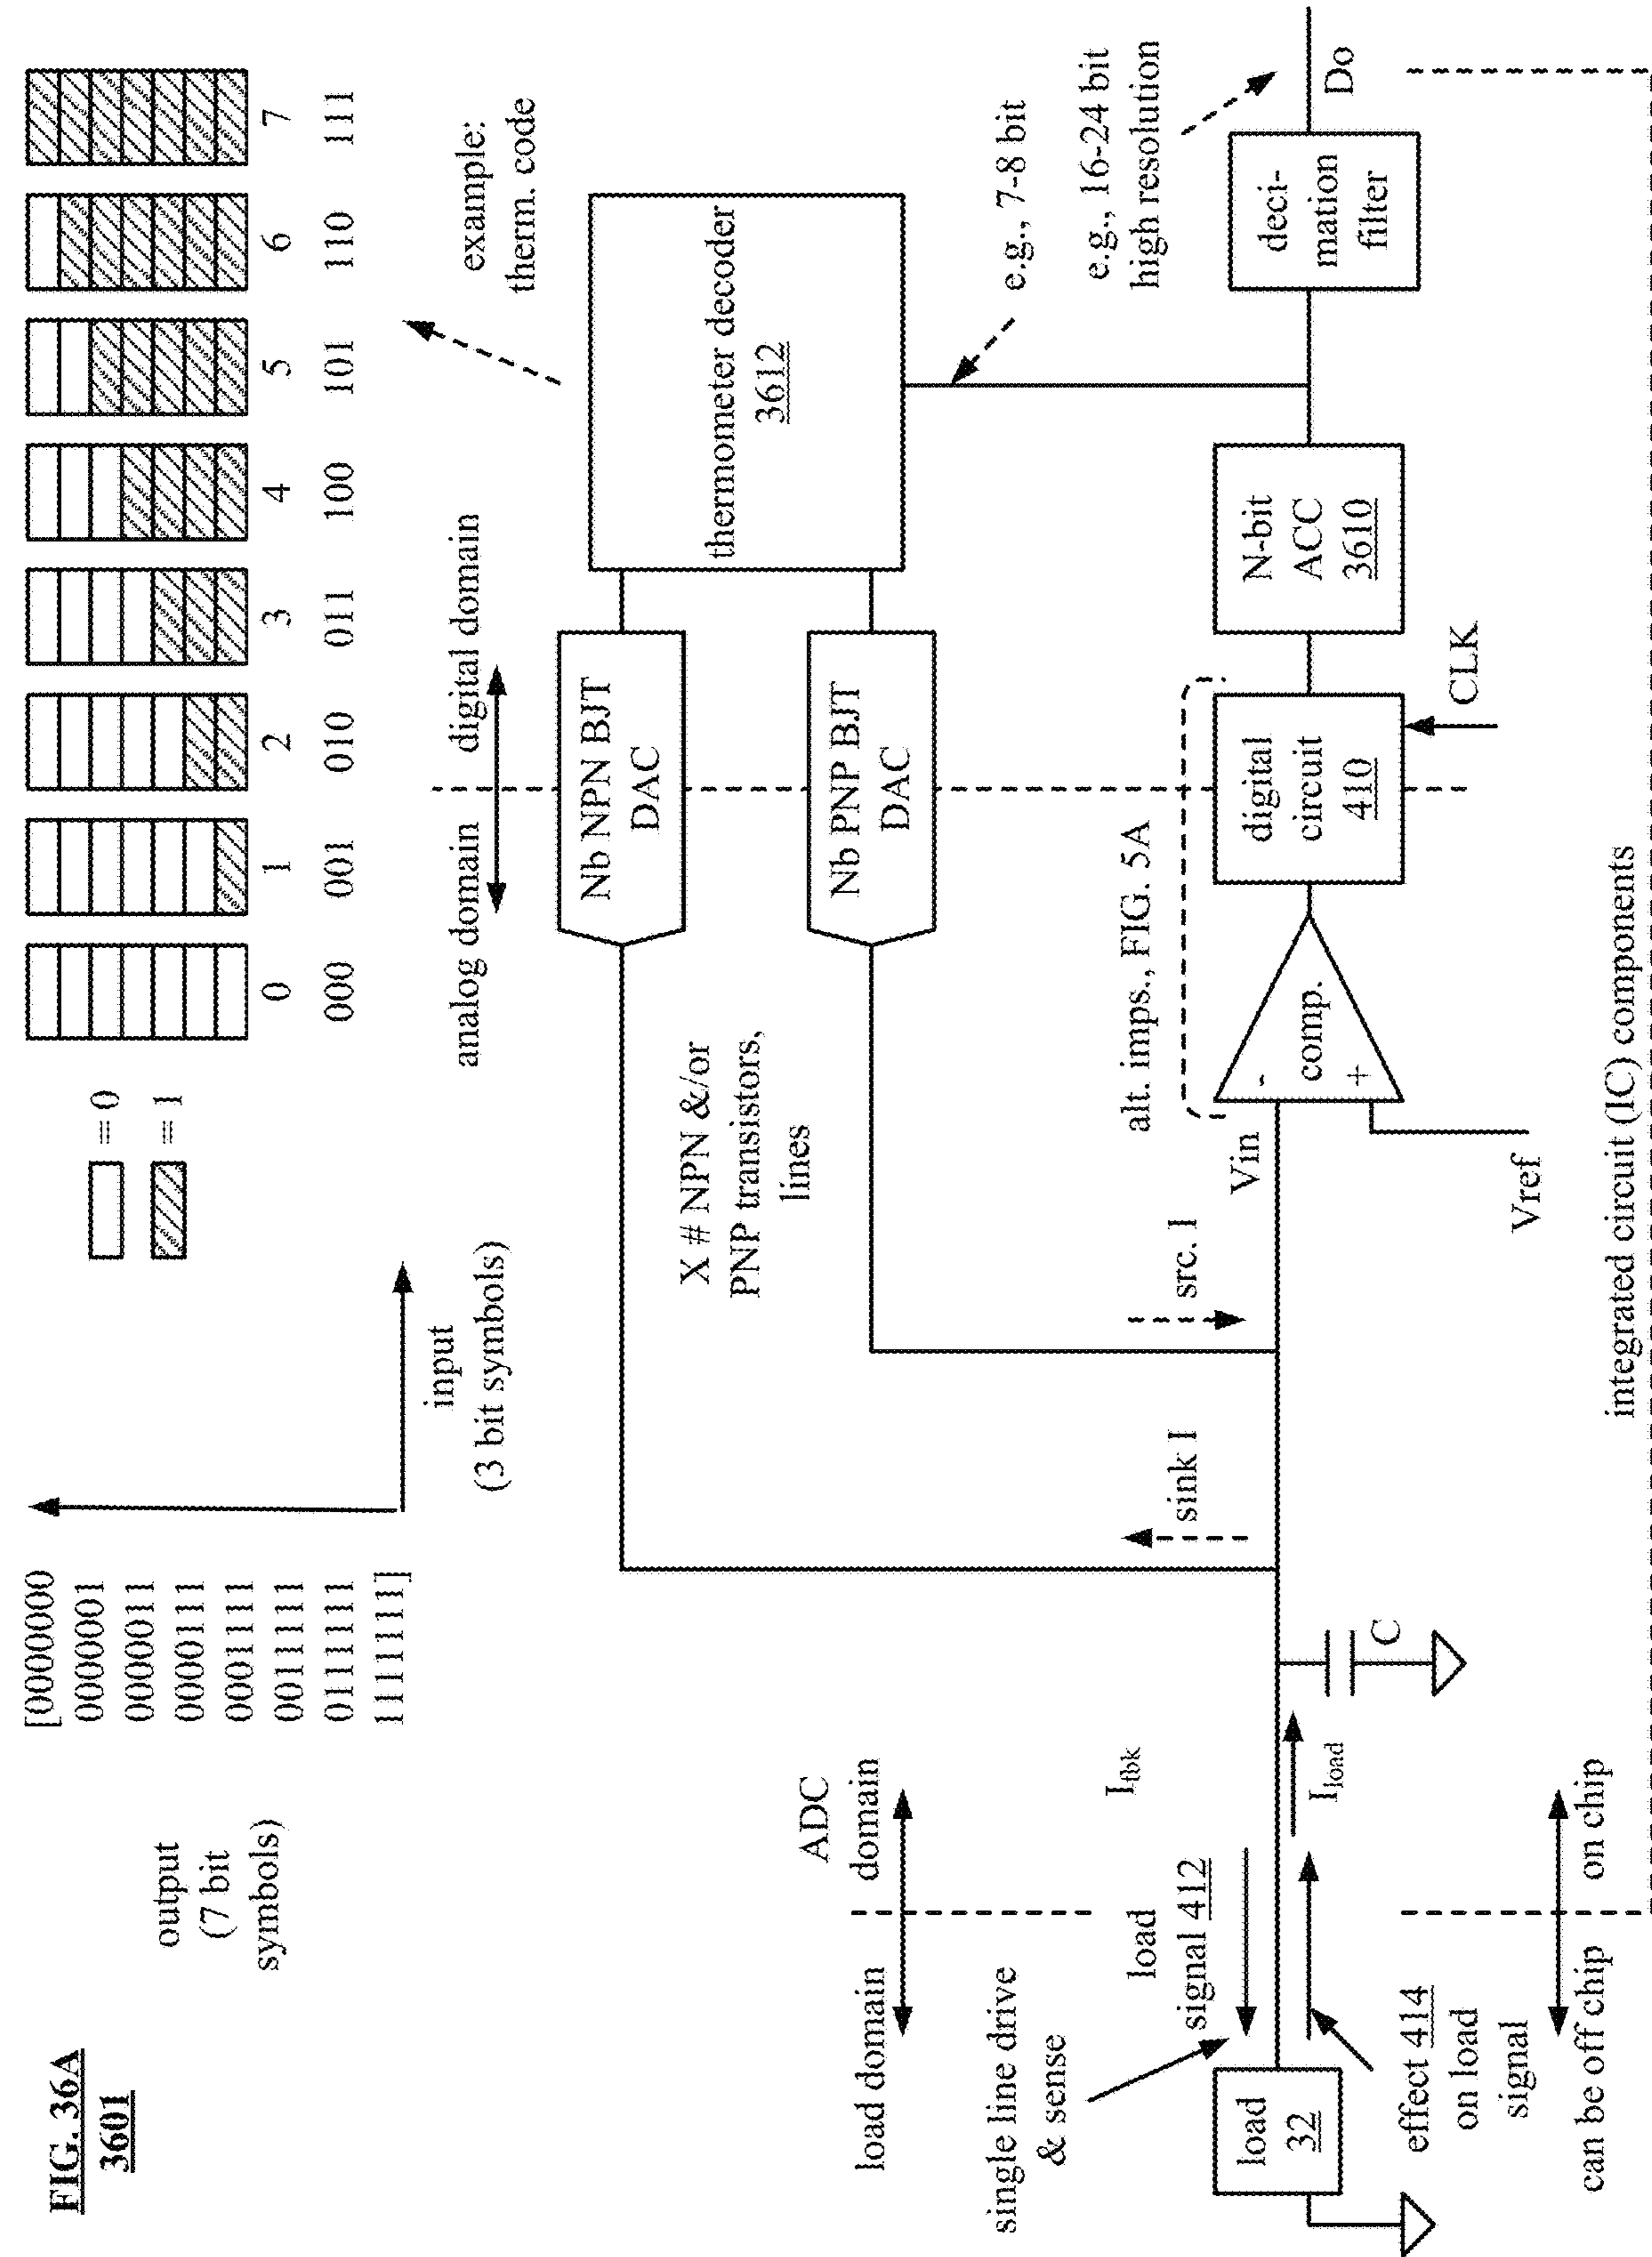 FIG. 36A
3601
output
(7 bit
symbols)
[0000000
0000001
0000011
0000111
0001111
0011111
0111111
1111111]
input
(3 bit symbols)
= 0
= 1
0
1
2
3
4
5
6
7
000
001
010
011
100
101
110
111
example:
therm. code
analog domain
digital domain
Nb NPN BJT
DAC
thermometer decoder
3612
X # NPN &/or
PNP transistors,
lines
Nb PNP BJT
DAC
e.g., 7-8 bit
e.g., 16-24 bit
high resolution
load domain
ADC
domain
single line drive
& sense
load
signal 412
I_fbk
sink I
src. I
alt. imps., FIG. 5A
Vin
-
comp.
+
Vref
digital
circuit
410
CLK
N-bit
ACC
3610
deci-
mation
filter
Do
load
32
I_load
C
effect 414
on load
signal
can be off chip
on chip
integrated circuit (IC) components